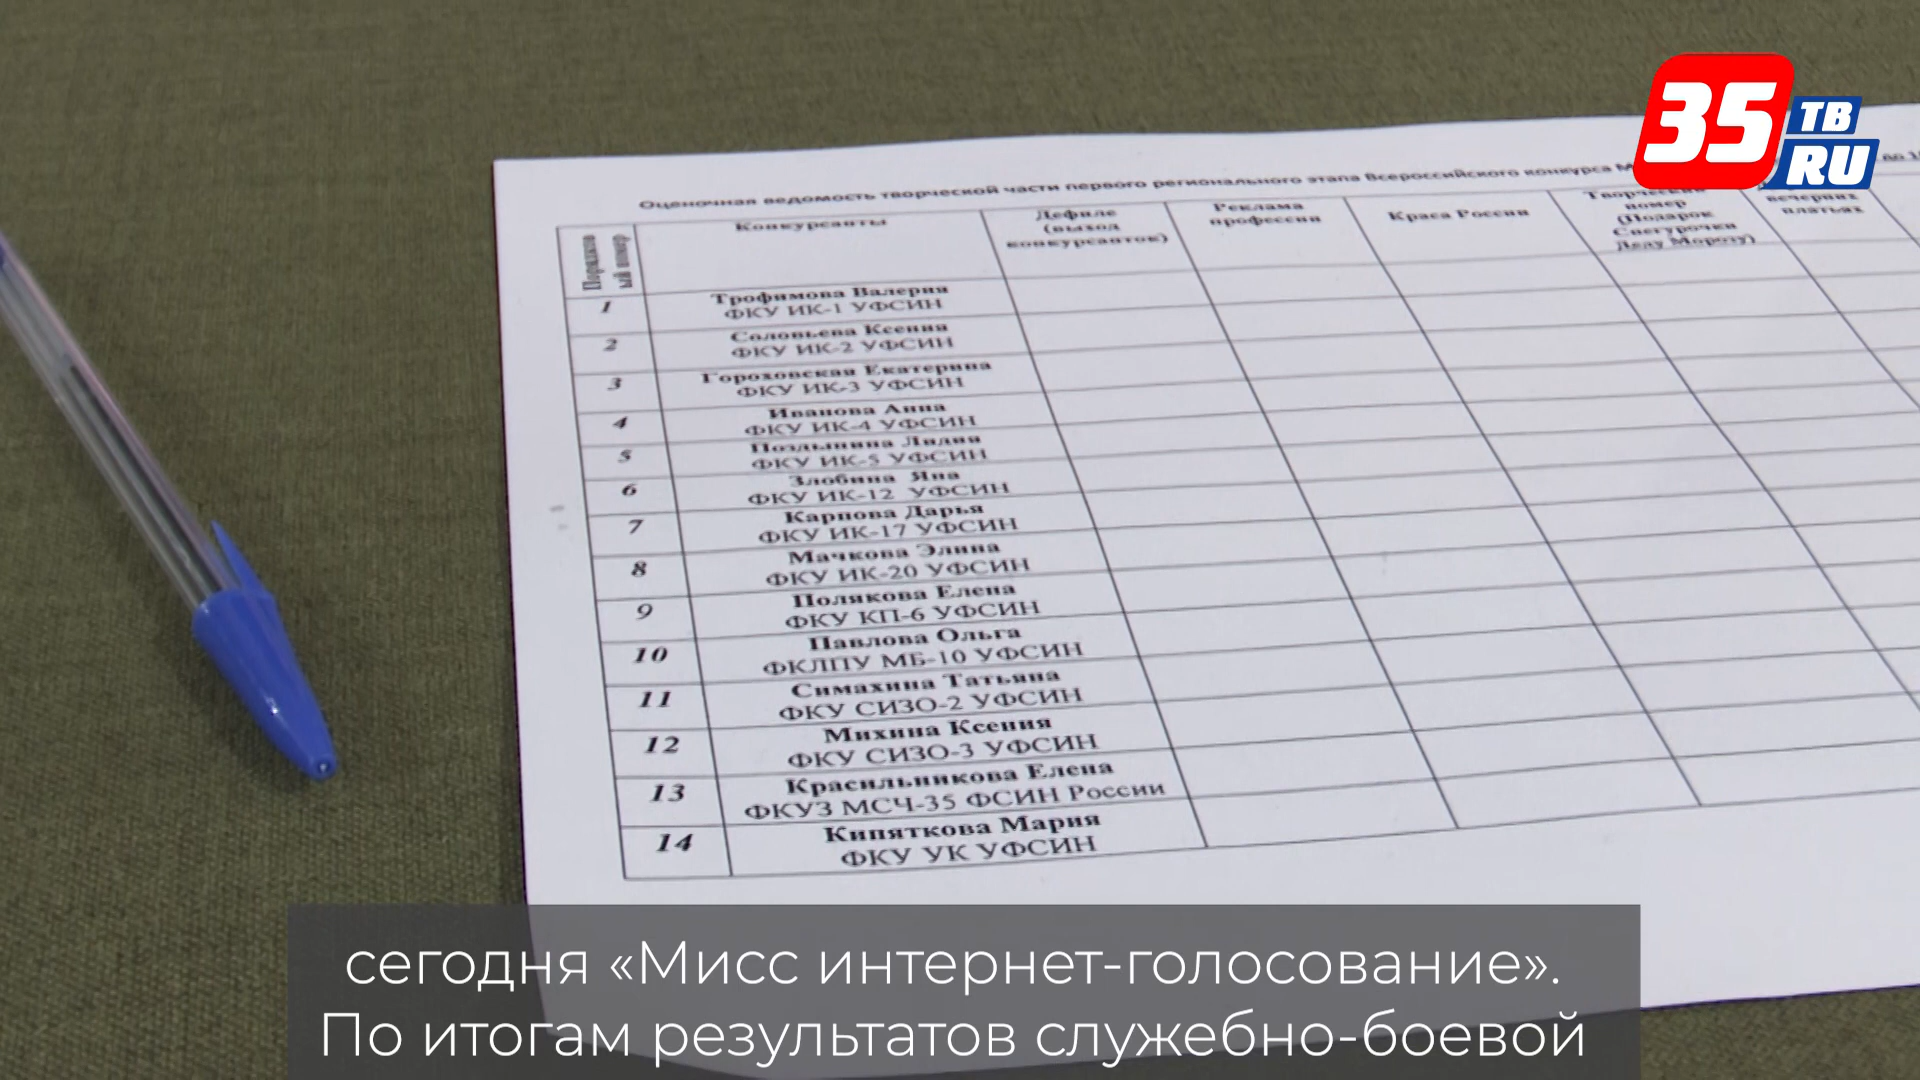 35
ТВ
RU
Оценочная ведомость творческой части первого регионального этапа Всероссийского конкурса
Порядков
ый номер
Конкурсанты
Дефиле
(выход
конкурсантов)
Реклама
профессии
Краса России
Творческий
номер
(Подарок
Снегурочки
Деду Морозу)
вечерних
платьях
1
Трофимова Валерия
ФКУ ИК-1 УФСИН
2
Соловьева Ксения
ФКУ ИК-2 УФСИН
3
Гороховская Екатерина
ФКУ ИК-3 УФСИН
4
Иванова Анна
ФКУ ИК-4 УФСИН
5
Лидия
ФКУ ИК-5 УФСИН
6
Злобина Яна
ФКУ ИК-12 УФСИН
7
Карпова Дарья
ФКУ ИК-17 УФСИН
8
Мачкова Элина
ФКУ ИК-20 УФСИН
9
Полякова Елена
ФКУ КП-6 УФСИН
10
Павлова Ольга
ФКЛПУ МБ-10 УФСИН
11
Симахина Татьяна
ФКУ СИЗО-2 УФСИН
12
Михина Ксения
ФКУ СИЗО-3 УФСИН
13
Красильникова Елена
ФКУЗ МСЧ-35 ФСИН России
14
Кипяткова Мария
ФКУ УК УФСИН
сегодня «Мисс интернет-голосование».
По итогам результатов служебно-боевой